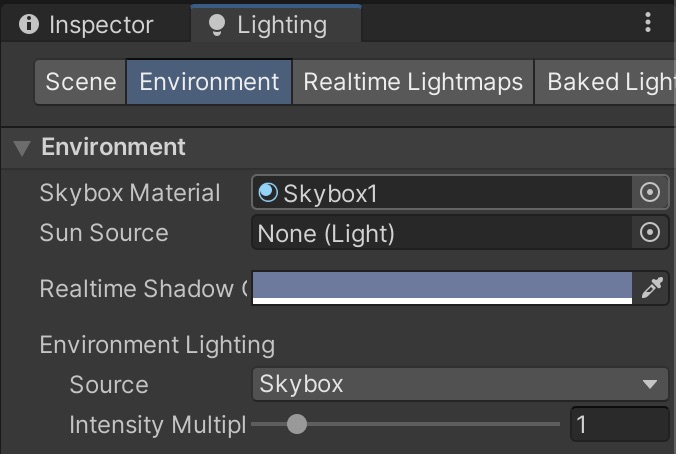 Inspector Lighting
Scene Environment Realtime Lightmaps Baked Light
Environment
Skybox Material Skybox1
Sun Source None (Light)
Realtime Shadow
Environment Lighting
Source Skybox
Intensity Multipl 1